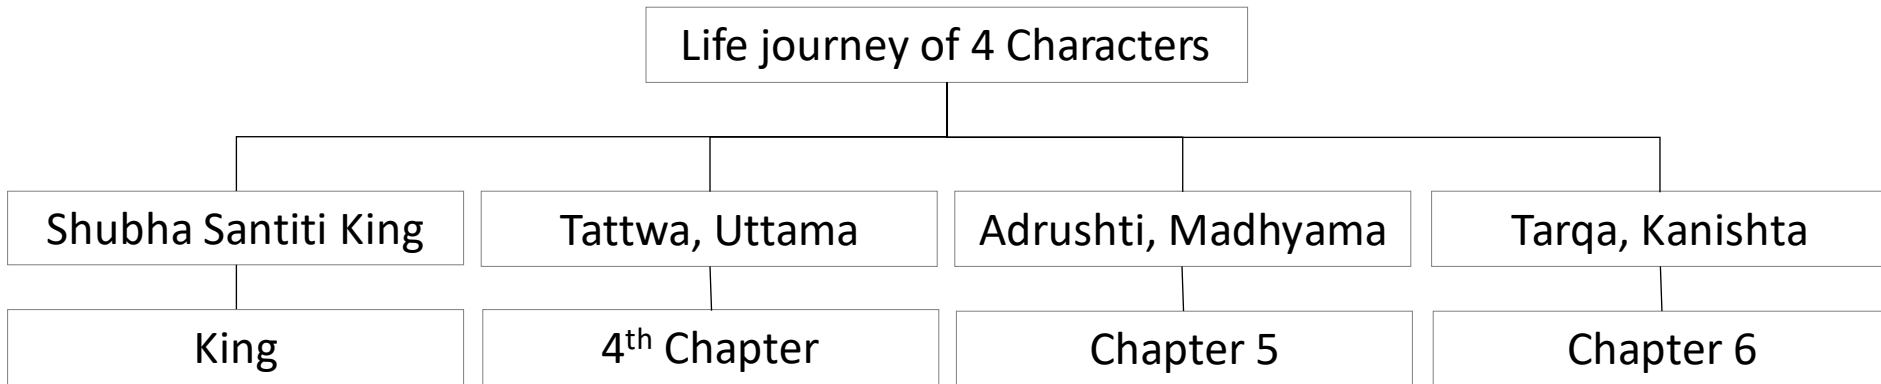 Life journey of 4 Characters
Shubha Santiti King
Tattwa, Uttama
Adrushti, Madhyama
Tarqa, Kanishta
King
4th Chapter
Chapter 5
Chapter 6